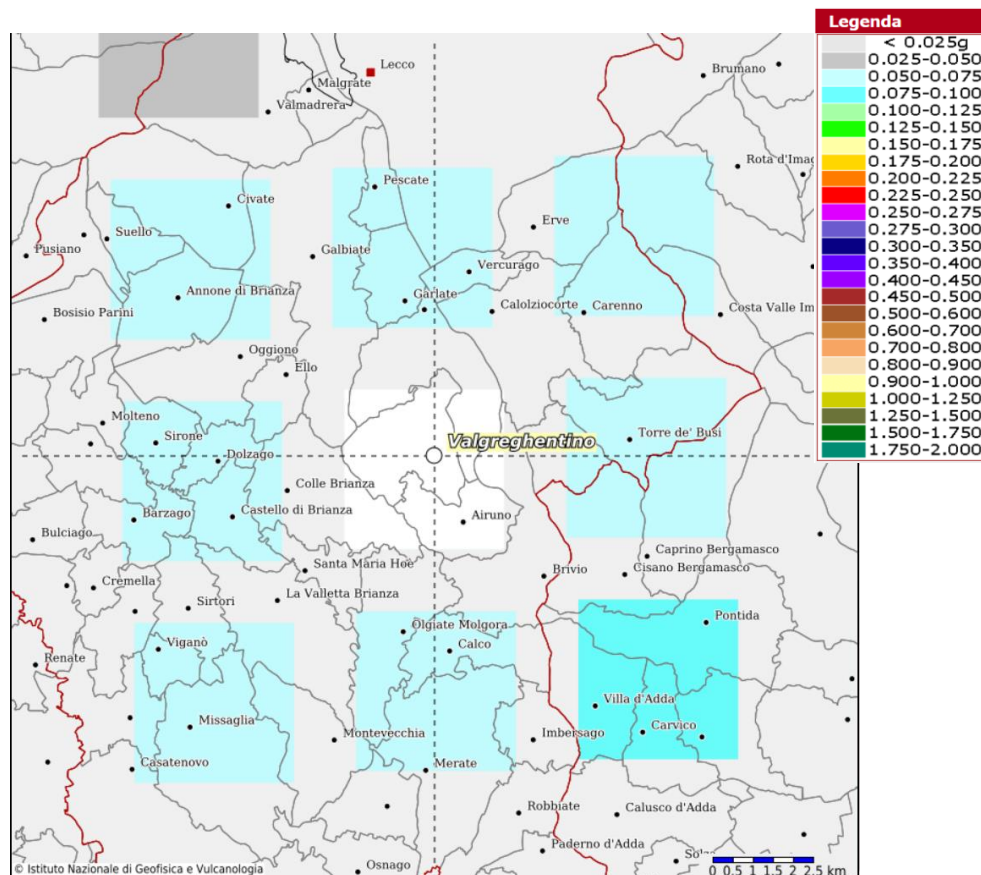 Legenda
< 0.025g
0.025-0.050
0.050-0.075
0.075-0.100
0.100-0.125
0.125-0.150
0.150-0.175
0.175-0.200
0.200-0.225
0.225-0.250
0.250-0.275
0.275-0.300
0.300-0.350
0.350-0.400
0.400-0.450
0.450-0.500
0.500-0.600
0.600-0.700
0.700-0.800
0.800-0.900
0.900-1.000
1.000-1.250
1.250-1.500
1.500-1.750
1.750-2.000
Lecco
Brumano
Malgrate
Valmadrera
Rota d'Imag
Pescate
Civate
Erve
Suello
Pusiano
Galbiate
Vercurago
Annone di Brianza
Garlate
Calolziocorte
Carenno
Costa Valle Im
Bosisio Parini
Oggiono
Ello
Molteno
Sirone
Valgreghentino
Torre de' Busi
Dolzago
Colle Brianza
Barzago
Castello di Brianza
Airuno
Bulciago
Caprino Bergamasco
Santa Maria Hoè
Brivio
Cisano Bergamasco
Cremella
La Valletta Brianza
Sirtori
Pontida
Olgiate Molgora
Viganò
Calco
Renate
Villa d'Adda
Missaglia
Montevecchia
Imbersago
Carvico
Casatenovo
Merate
Robbiate
Calusco d'Adda
Paderno d'Adda
Osnago
© Istituto Nazionale di Geofisica e Vulcanologia
0 0.5 1 1.5 2 2.5 km